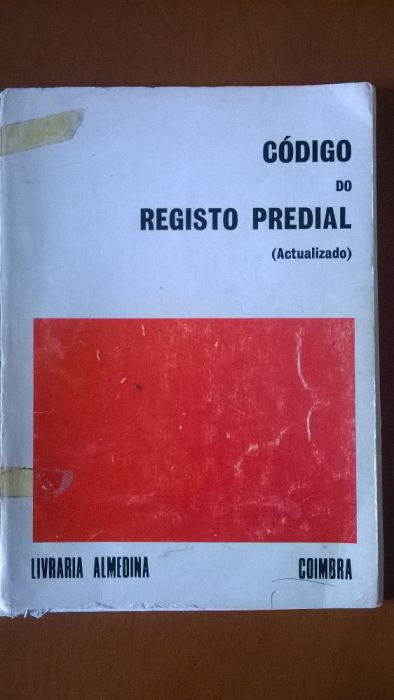 CÓDIGO
DO
REGISTO PREDIAL
(Actualizado)
LIVRARIA ALMEDINA COIMBRA